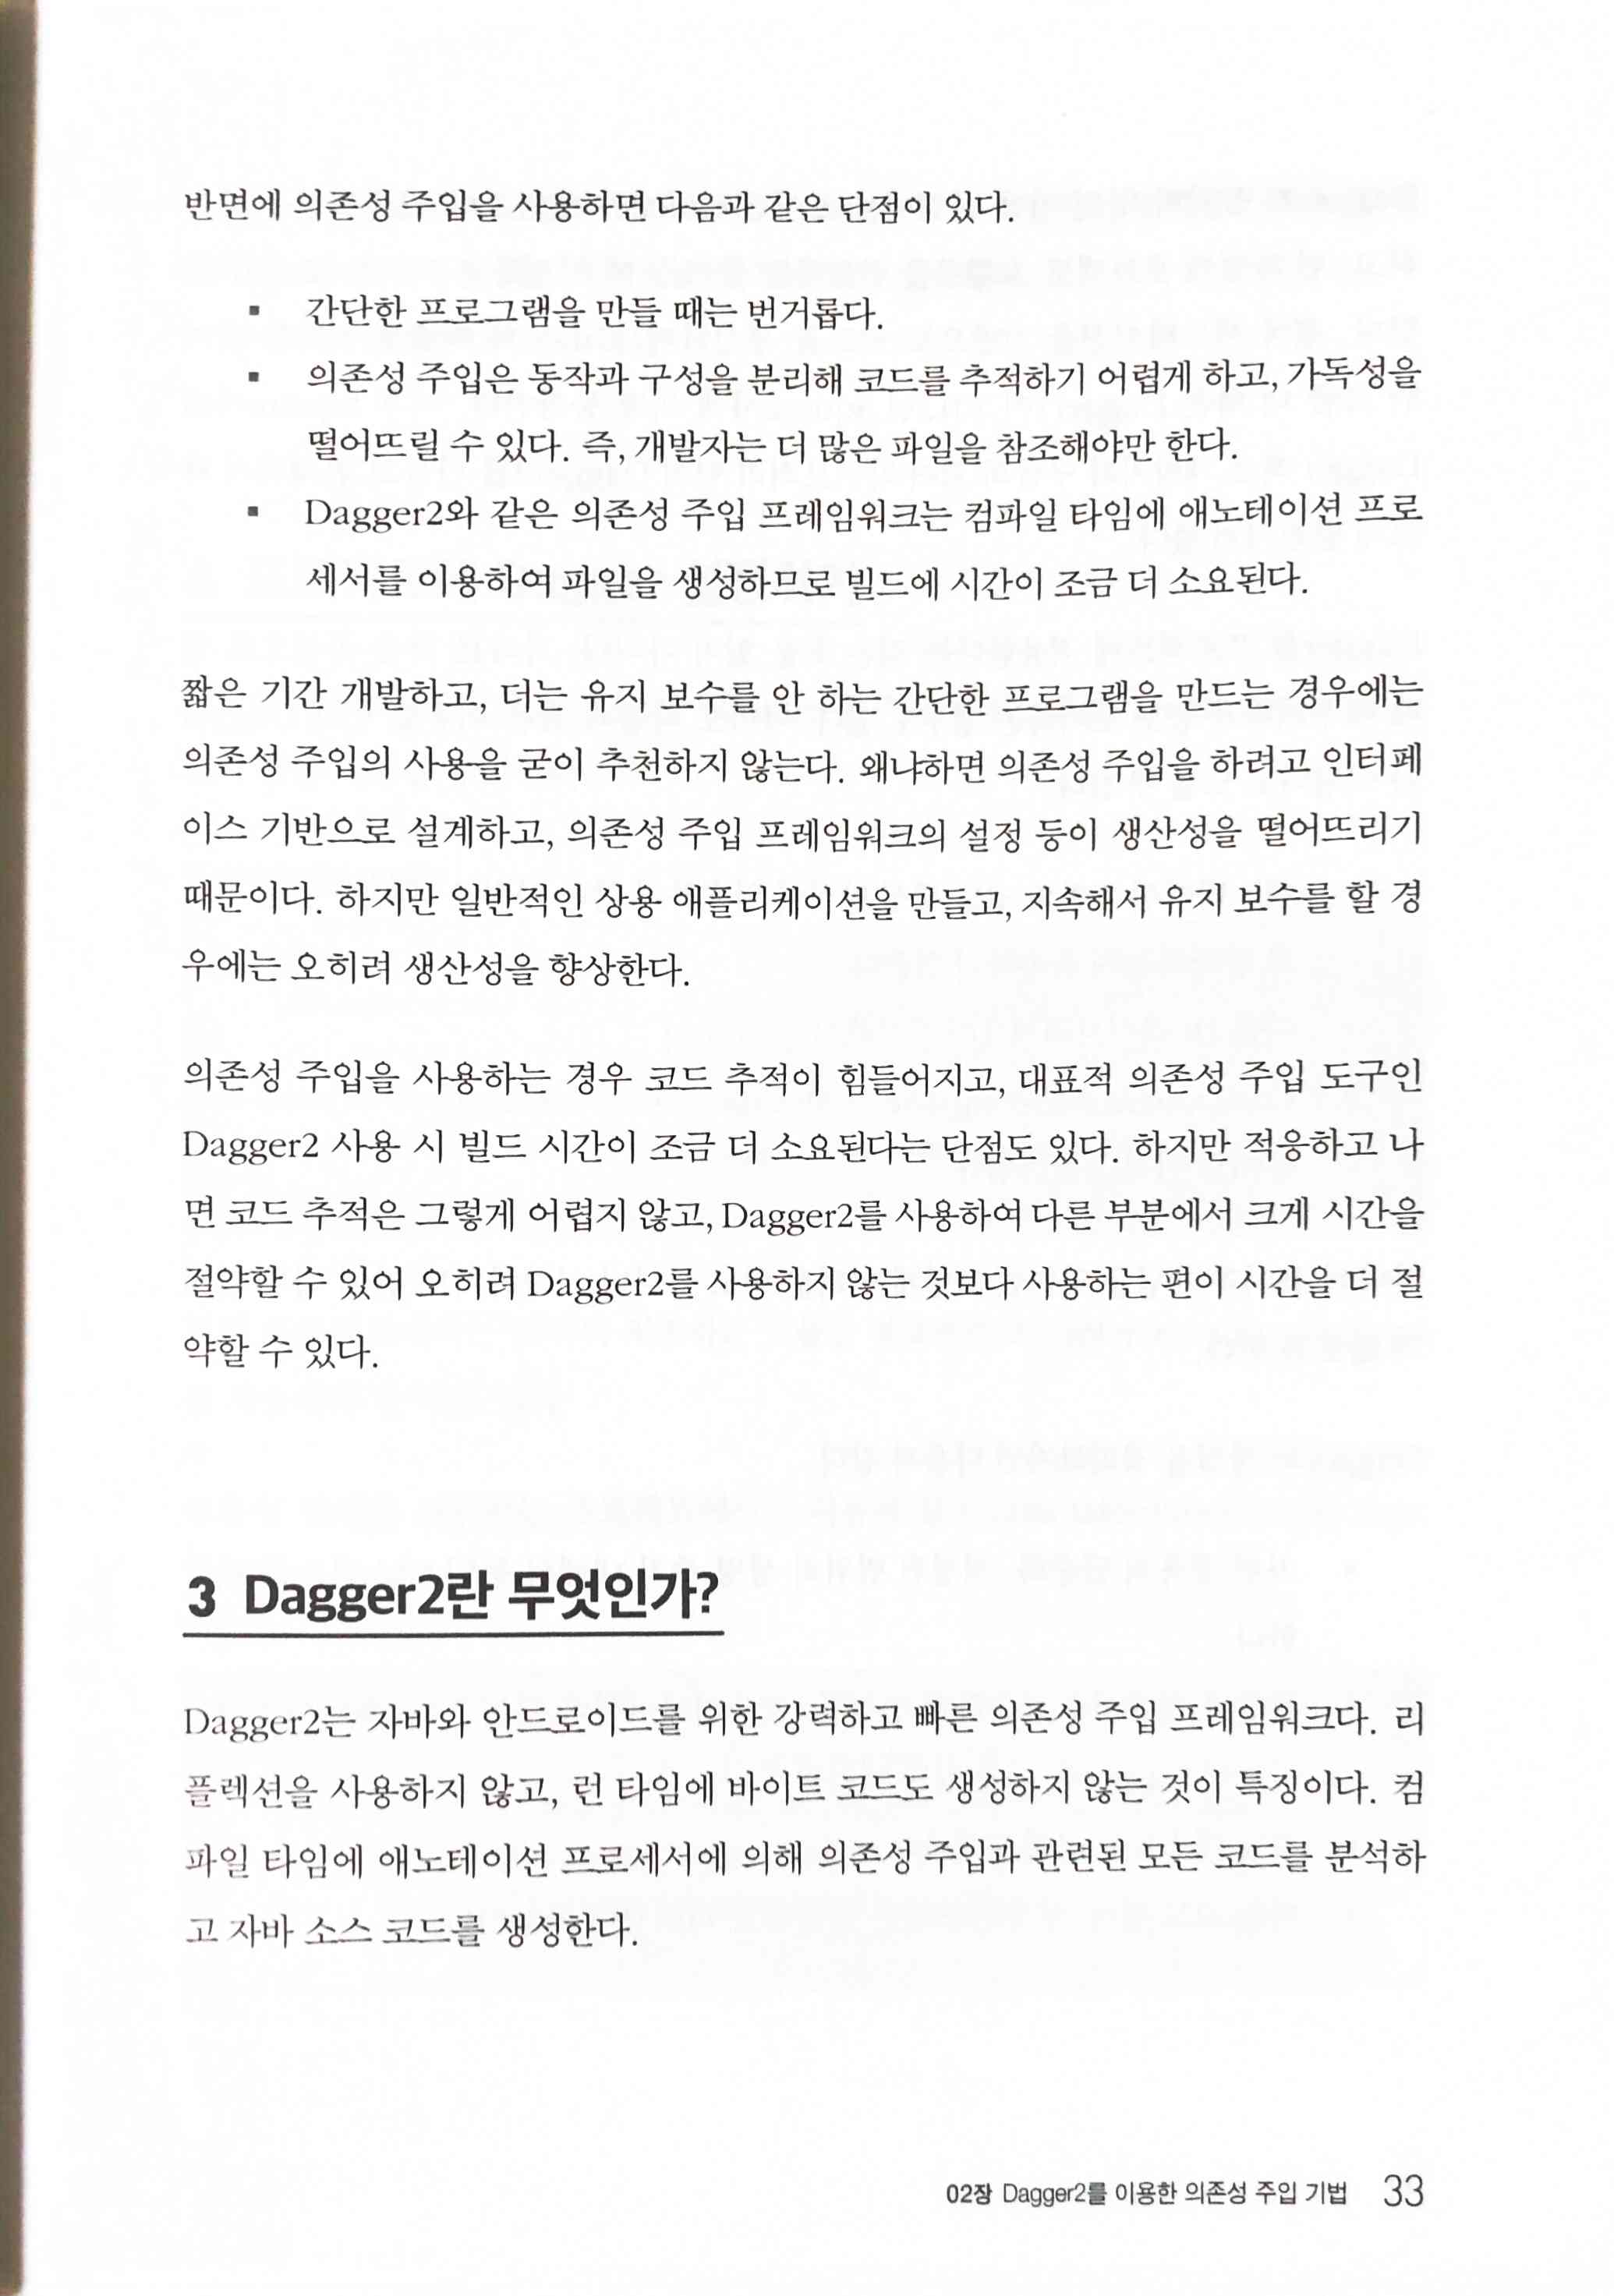 반면에 의존성 주입을 사용하면 다음과 같은 단점이 있다.
▪ 간단한 프로그램을 만들 때는 번거롭다.
▪ 의존성 주입은 동작과 구성을 분리해 코드를 추적하기 어렵게 하고, 가독성을
떨어뜨릴 수 있다. 즉, 개발자는 더 많은 파일을 참조해야만 한다.
▪ Dagger2와 같은 의존성 주입 프레임워크는 컴파일 타임에 애노테이션 프로
세서를 이용하여 파일을 생성하므로 빌드에 시간이 조금 더 소요된다.
짧은 기간 개발하고, 더는 유지 보수를 안 하는 간단한 프로그램을 만드는 경우에는
의존성 주입의 사용을 굳이 추천하지 않는다. 왜냐하면 의존성 주입을 하려고 인터페
이스 기반으로 설계하고, 의존성 주입 프레임워크의 설정 등이 생산성을 떨어뜨리기
때문이다. 하지만 일반적인 상용 애플리케이션을 만들고, 지속해서 유지 보수를 할 경
우에는 오히려 생산성을 향상한다.
의존성 주입을 사용하는 경우 코드 추적이 힘들어지고, 대표적 의존성 주입 도구인
Dagger2 사용 시 빌드 시간이 조금 더 소요된다는 단점도 있다. 하지만 적응하고 나
면 코드 추적은 그렇게 어렵지 않고, Dagger2를 사용하여 다른 부분에서 크게 시간을
절약할 수 있어 오히려 Dagger2를 사용하지 않는 것보다 사용하는 편이 시간을 더 절
약할 수 있다.
3 Dagger2란 무엇인가?
Dagger2는 자바와 안드로이드를 위한 강력하고 빠른 의존성 주입 프레임워크다. 리
플렉션을 사용하지 않고, 런 타임에 바이트 코드도 생성하지 않는 것이 특징이다. 컴
파일 타임에 애노테이션 프로세서에 의해 의존성 주입과 관련된 모든 코드를 분석하
고 자바 소스 코드를 생성한다.
02장 Dagger2를 이용한 의존성 주입 기법 33